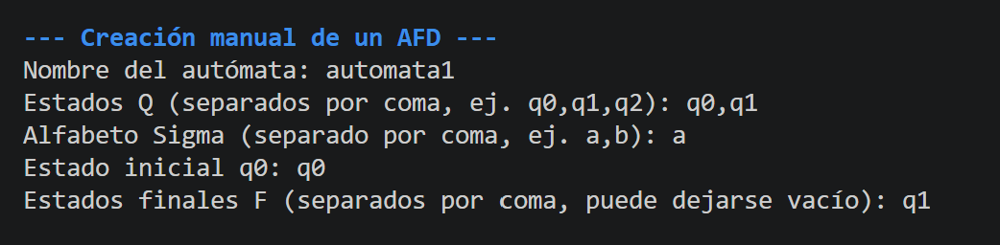 --- Creación manual de un AFD ---
Nombre del autómata: automata1
Estados Q (separados por coma, ej. q0,q1,q2): q0,q1
Alfabeto Sigma (separado por coma, ej. a,b): a
Estado inicial q0: q0
Estados finales F (separados por coma, puede dejarse vacío): q1